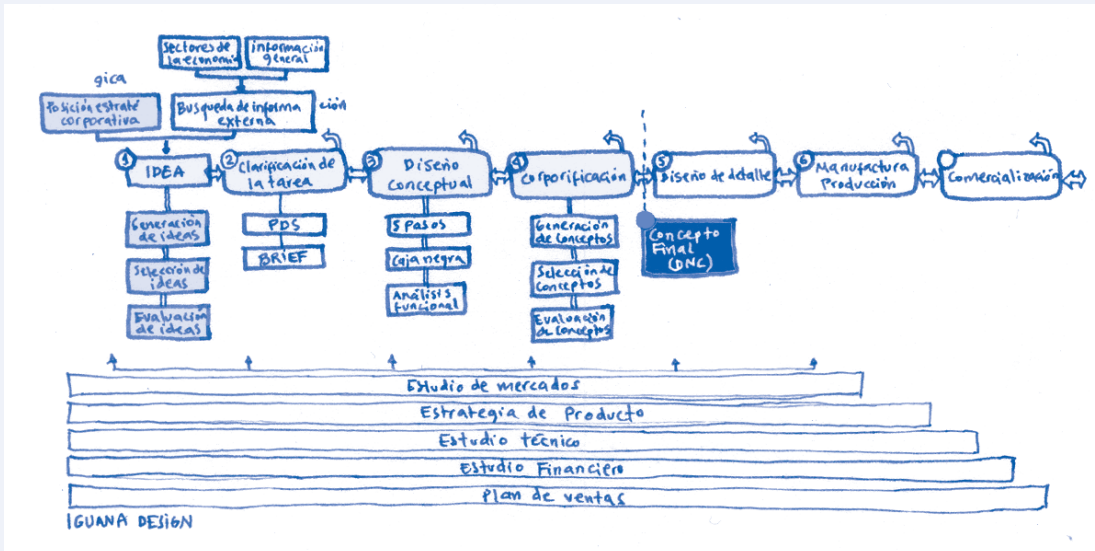 Sectores de
la economía
información
general
gica
Posición estraté
corporativa
Busqueda de informa
ción
externa
1
IDEA
2
Clarificación de
la tarea
3
Diseño
conceptual
4
Corporificación
5
Diseño de detalle
6
Manufactura
Producción
Comercialización
Generación
de ideas
Selección de
ideas
Evaluación
de ideas
PDS
BRIEF
5 Pasos
Caja negra
Análisis
Funcional
Generación
de Conceptos
Selección de
Conceptos
Evaluación
de Conceptos
Concepto
Final
(DNC)
Estudio de mercados
Estrategia de Producto
Estudio técnico
Estudio Financiero
Plan de ventas
IGUANA DESIGN